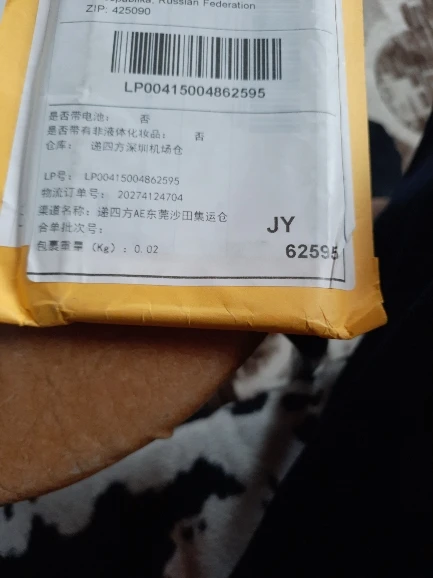 Russian Federation
ZIP: 425090
LP00415004862595
是否带电池： 否
是否带有非液体化妆品： 否
仓库： 递四方深圳机场仓
LP号： LP00415004862595
物流订单号： 20274124704
渠道名称：递四方AE东莞沙田集运仓
合单批次号：
JY
包裹重量（Kg）：0.02
62595